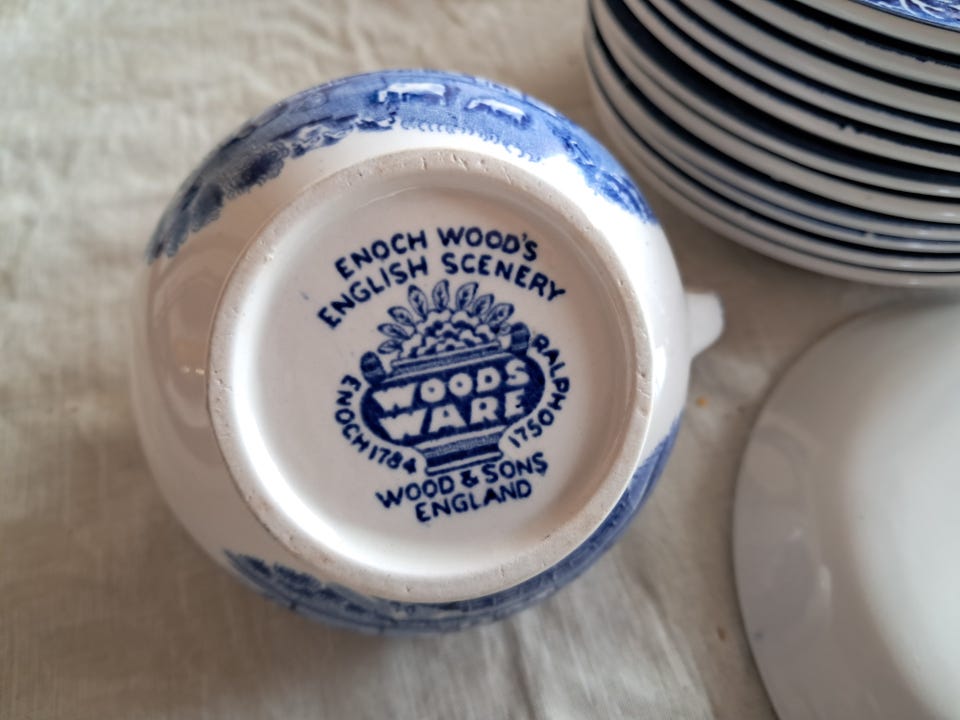 ENOCH WOOD'S
ENGLISH SCENERY
WOODS
WARE
ENOCH 1784
RALPH 1750
WOOD & SONS
ENGLAND